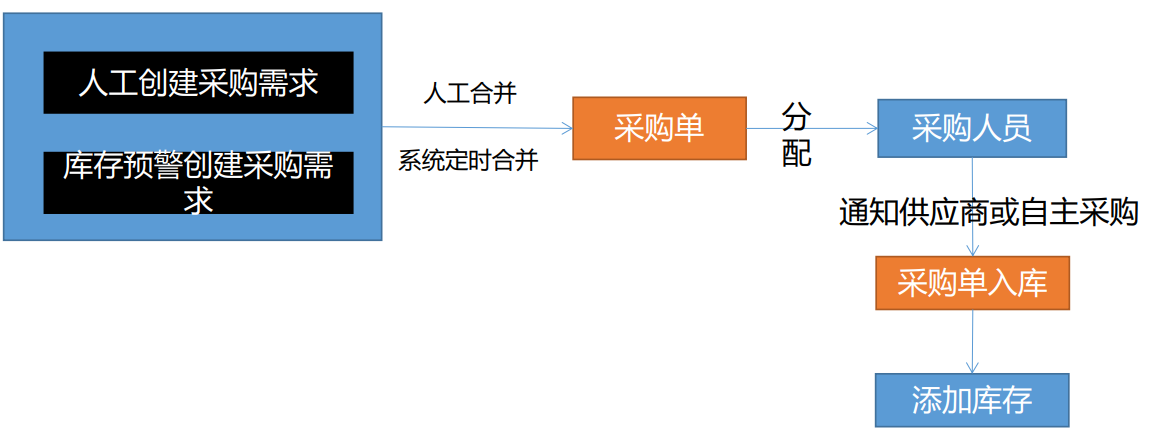 人工创建采购需求
库存预警创建采购需
求
人工合并
系统定时合并
采购单
分
配
采购人员
通知供应商或自主采购
采购单入库
添加库存